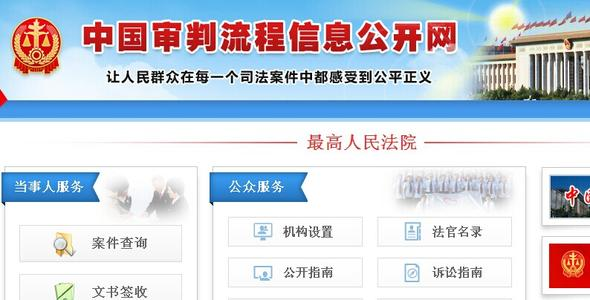 中国审判流程信息公开网
让人民群众在每一个司法案件中都感受到公平正义
最高人民法院
当事人服务
公众服务
案件查询
机构设置
法官名录
公开指南
诉讼指南
文书签收